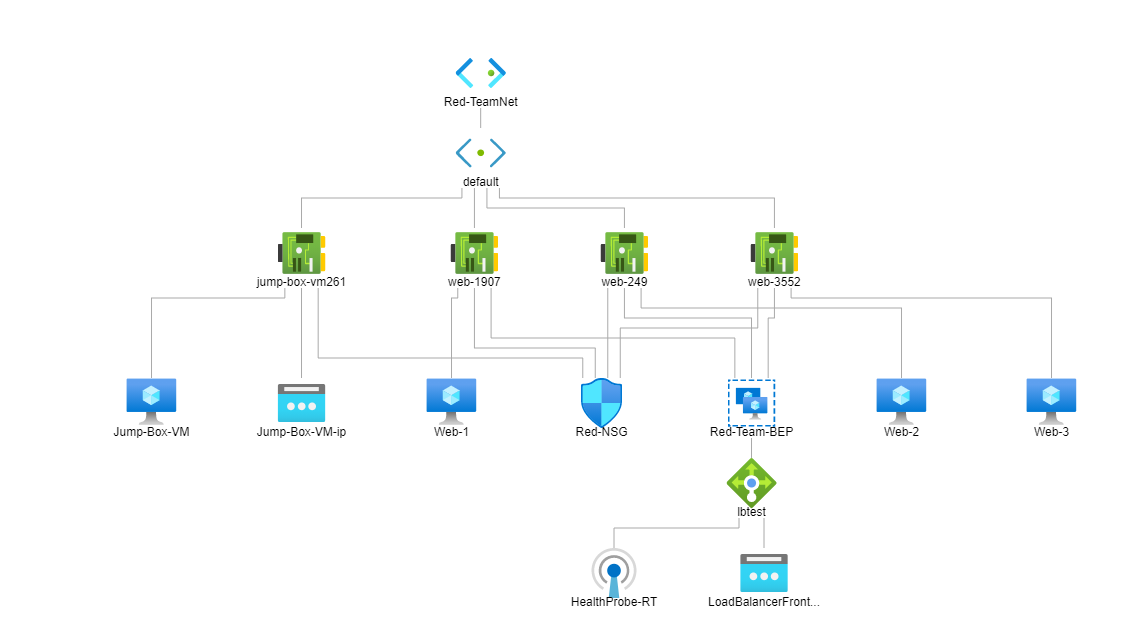 Red-TeamNet
default
jump-box-vm261
web-1907
web-249
web-3552
Jump-Box-VM
Jump-Box-VM-ip
Web-1
Red-NSG
Red-Team-BEP
Web-2
Web-3
lbtest
HealthProbe-RT
LoadBalancerFront...